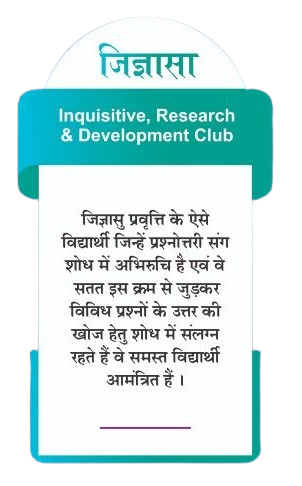 जिज्ञासा
Inquisitive, Research
& Development Club
जिज्ञासु प्रवृत्ति के ऐसे
विद्यार्थी जिन्हें प्रश्नोत्तरी संग
शोध में अभिरुचि है एवं वे
सतत इस क्रम से जुड़कर
विविध प्रश्नों के उत्तर की
खोज हेतु शोध में संलग्न
रहते हैं वे समस्त विद्यार्थी
आमंत्रित हैं ।